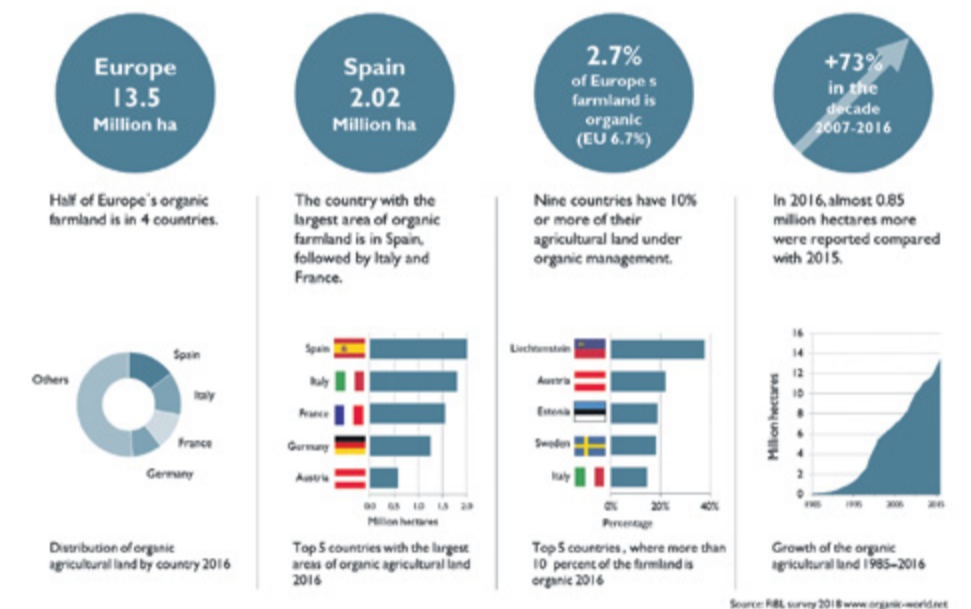 Europe
13.5
Million ha
Spain
2.02
Million ha
2.7%
of Europe s
farmland is
organic
(EU 6.7%)
+73%
in the
decade
2007-2016
Half of Europe's organic
farmland is in 4 countries.
The country with the
largest area of organic
farmland is in Spain,
followed by Italy and
France.
Nine countries have 10%
or more of their
agricultural land under
organic management.
In 2016, almost 0.85
million hectares more
were reported compared
with 2015.
Others
Spain
Italy
France
Germany
Distribution of organic
agricultural land by country 2016
Spain
Italy
France
Germany
Austria
0.0 0.5 1.0 1.5 2.0
Million hectares
Top 5 countries with the largest
areas of organic agricultural land
2016
Liechtenstein
Austria
Estonia
Sweden
Italy
0% 20% 40%
Percentage
Top 5 countries, where more than
10 percent of the farmland is
organic 2016
Million hectares
16
14
12
10
8
6
4
2
0
1985 1995 2005 2015
Growth of the organic
agricultural land 1985–2016
Source: FiBL survey 2018 www.organic-world.net